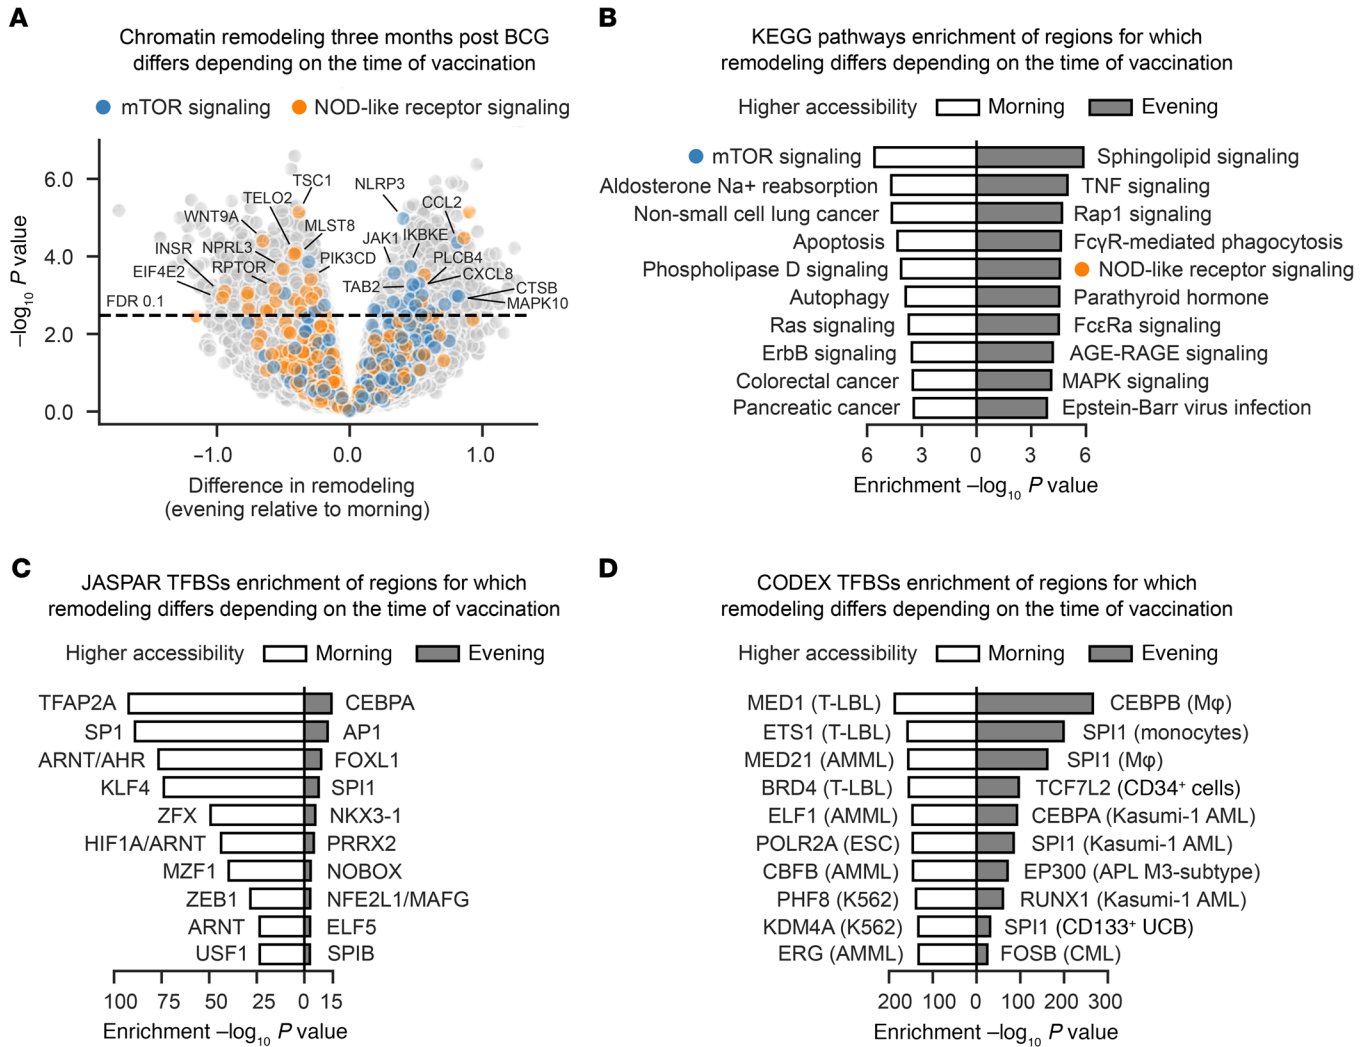 A
Chromatin remodeling three months post BCG
differs depending on the time of vaccination
mTOR signaling
NOD-like receptor signaling
–log10 P value
6.0
4.0
2.0
0.0
TSC1
TELO2
WNT9A
MLST8
INSR
NPRL3
EIF4E2
RPTOR
PIK3CD
FDR 0.1
NLRP3
CCL2
JAK1
IKBKE
PLCB4
TAB2
CXCL8
CTSB
MAPK10
–1.0
0.0
1.0
Difference in remodeling
(evening relative to morning)
B
KEGG pathways enrichment of regions for which
remodeling differs depending on the time of vaccination
Higher accessibility
Morning
Evening
mTOR signaling
Sphingolipid signaling
Aldosterone Na+ reabsorption
TNF signaling
Non-small cell lung cancer
Rap1 signaling
Apoptosis
FcγR-mediated phagocytosis
Phospholipase D signaling
NOD-like receptor signaling
Autophagy
Parathyroid hormone
Ras signaling
FcεRa signaling
ErbB signaling
AGE-RAGE signaling
Colorectal cancer
MAPK signaling
Pancreatic cancer
Epstein-Barr virus infection
6 3 0 3 6
Enrichment –log10 P value
C
JASPAR TFBSs enrichment of regions for which
remodeling differs depending on the time of vaccination
Higher accessibility
Morning
Evening
TFAP2A
CEBPA
SP1
AP1
ARNT/AHR
FOXL1
KLF4
SPI1
ZFX
NKX3-1
HIF1A/ARNT
PRRX2
MZF1
NOBOX
ZEB1
NFE2L1/MAFG
ARNT
ELF5
USF1
SPIB
100 75 50 25 0 15
Enrichment –log10 P value
D
CODEX TFBSs enrichment of regions for which
remodeling differs depending on the time of vaccination
Higher accessibility
Morning
Evening
MED1 (T-LBL)
CEBPB (Mφ)
ETS1 (T-LBL)
SPI1 (monocytes)
MED21 (AMML)
SPI1 (Mφ)
BRD4 (T-LBL)
TCF7L2 (CD34+ cells)
ELF1 (AMML)
CEBPA (Kasumi-1 AML)
POLR2A (ESC)
SPI1 (Kasumi-1 AML)
CBFB (AMML)
EP300 (APL M3-subtype)
PHF8 (K562)
RUNX1 (Kasumi-1 AML)
KDM4A (K562)
SPI1 (CD133+ UCB)
ERG (AMML)
FOSB (CML)
200 100 0 100 200 300
Enrichment –log10 P value